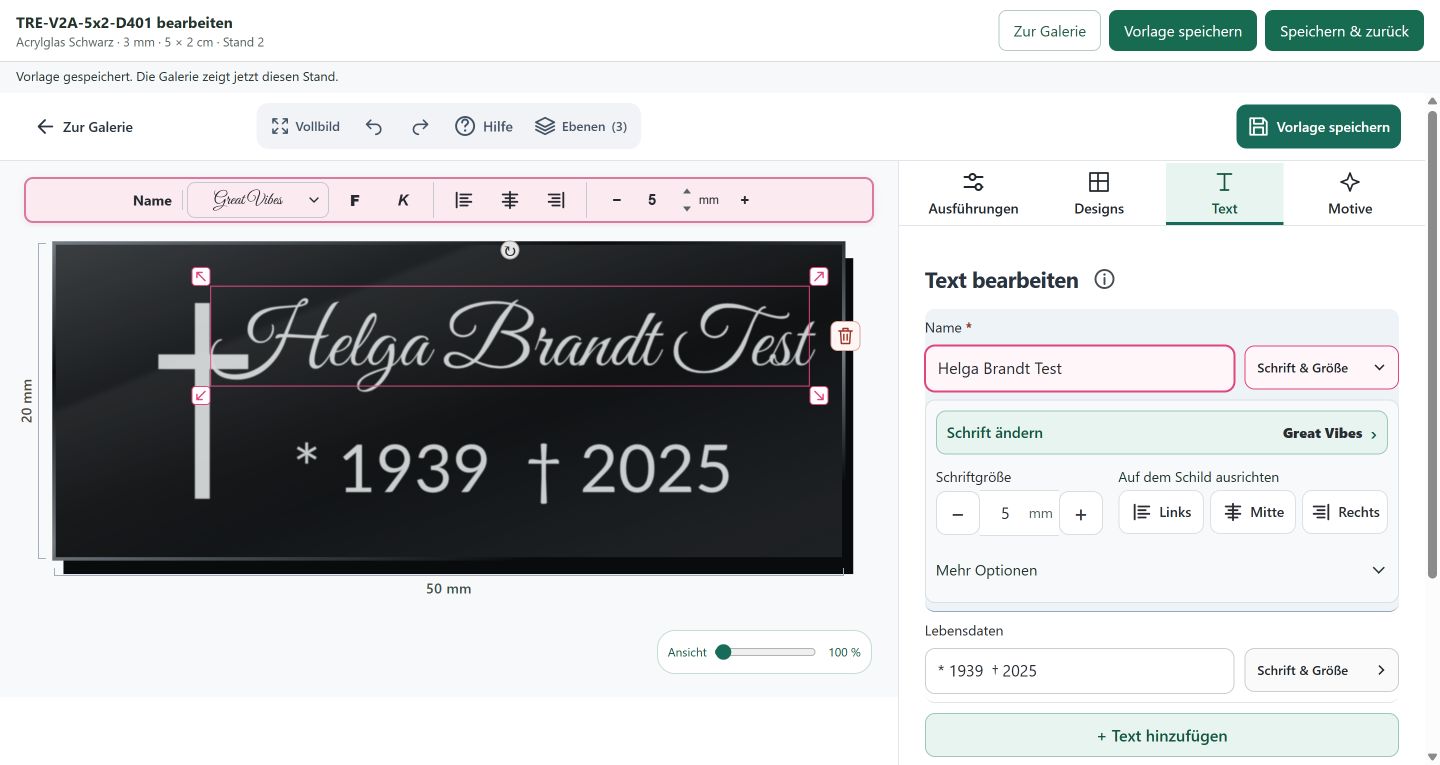 TRE-V2A-5x2-D401 bearbeiten
Acrylglas Schwarz · 3 mm · 5 × 2 cm · Stand 2
Zur Galerie
Vorlage speichern
Speichern & zurück
Vorlage gespeichert. Die Galerie zeigt jetzt diesen Stand.
Zur Galerie
Vollbild
Hilfe
Ebenen (3)
Vorlage speichern
Name
Great Vibes
F
K
− 5 mm +
Ausführungen
Designs
Text
Motive
Helga Brandt Test
* 1939 † 2025
20 mm
50 mm
Ansicht
100 %
Text bearbeiten
Name *
Helga Brandt Test
Schrift & Größe
Schrift ändern
Great Vibes ›
Schriftgröße
Auf dem Schild ausrichten
− 5 mm +
Links
Mitte
Rechts
Mehr Optionen
Lebensdaten
* 1939 † 2025
Schrift & Größe
+ Text hinzufügen